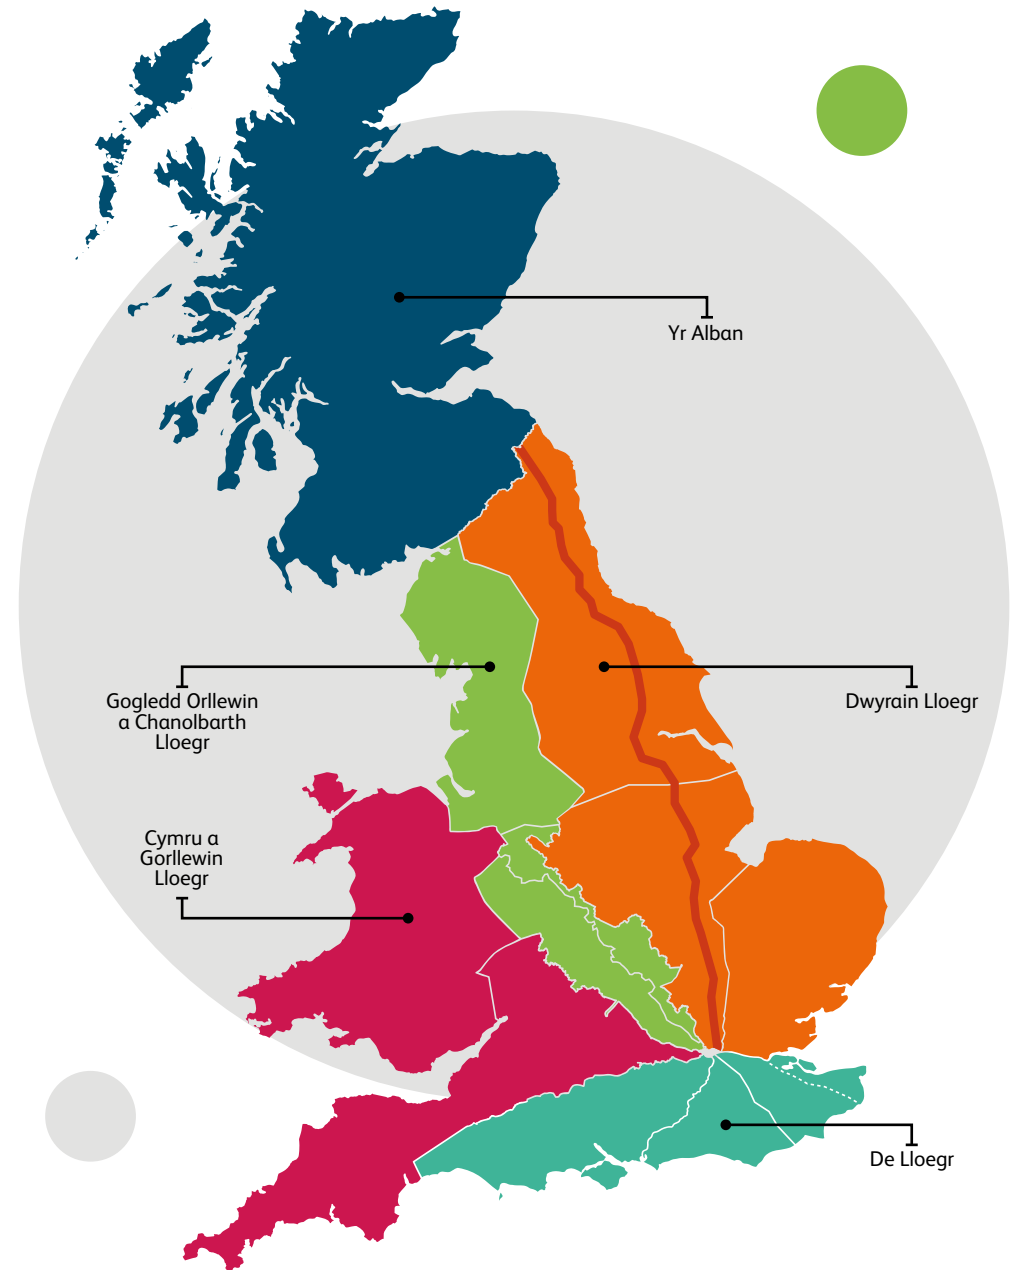 Yr Alban
Gogledd Orllewin
a Chanolbarth
Lloegr
Dwyrain Lloegr
Cymru a
Gorllewin
Lloegr
De Lloegr